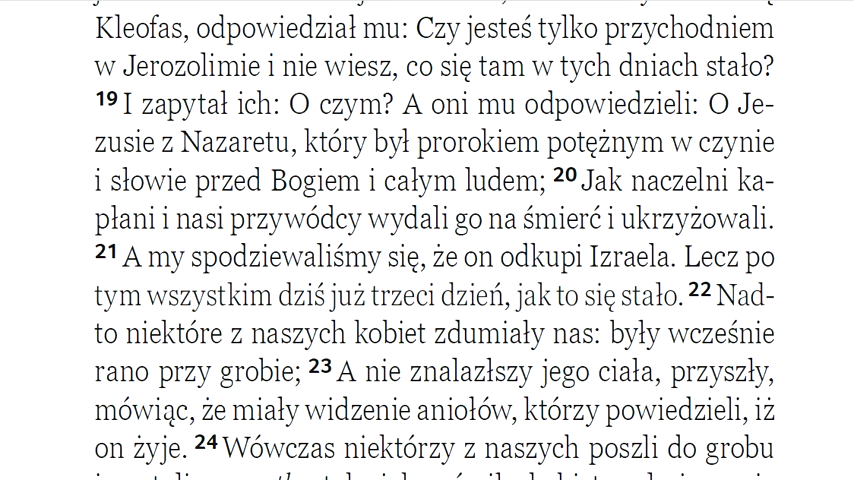 Kleofas, odpowiedział mu: Czy jesteś tylko przychodniem
w Jerozolimie i nie wiesz, co się tam w tych dniach stało?
19 I zapytał ich: O czym? A oni mu odpowiedzieli: O Je-
zusie z Nazaretu, który był prorokiem potężnym w czynie
i słowie przed Bogiem i całym ludem; 20 Jak naczelni ka-
płani i nasi przywódcy wydali go na śmierć i ukrzyżowali.
21 A my spodziewaliśmy się, że on odkupi Izraela. Lecz po
tym wszystkim dziś już trzeci dzień, jak to się stało. 22 Nad-
to niektóre z naszych kobiet zdumiały nas: były wcześnie
rano przy grobie; 23 A nie znalazłszy jego ciała, przyszły,
mówiąc, że miały widzenie aniołów, którzy powiedzieli, iż
on żyje. 24 Wówczas niektórzy z naszych poszli do grobu